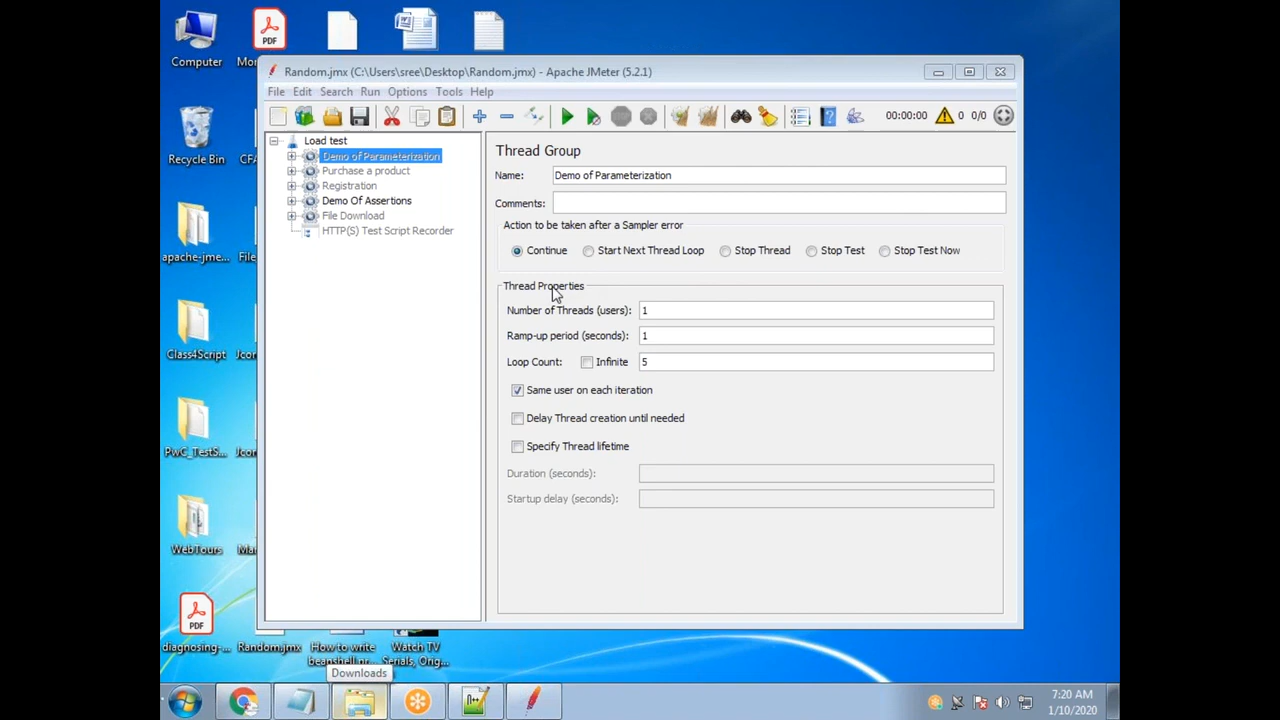 Computer
Random.jmx (C:\Users\sree\Desktop\Random.jmx) - Apache JMeter (5.2.1)
File Edit Search Run Options Tools Help
00:00:00 0 0/0
Recycle Bin
apache-jme...
Class4Script
PwC_TestS...
WebTours
diagnosing-...
Random.jmx
How to write
beanshell pr...
Watch TV
Serials, Orig...
Load test
Demo of Parameterization
Purchase a product
Registration
Demo Of Assertions
File Download
HTTP(S) Test Script Recorder
Thread Group
Name: Demo of Parameterization
Comments:
Action to be taken after a Sampler error
Continue Start Next Thread Loop Stop Thread Stop Test Stop Test Now
Thread Properties
Number of Threads (users): 1
Ramp-up period (seconds): 1
Loop Count: Infinite 5
Same user on each iteration
Delay Thread creation until needed
Specify Thread lifetime
Duration (seconds):
Startup delay (seconds):
Downloads
7:20 AM
1/10/2020